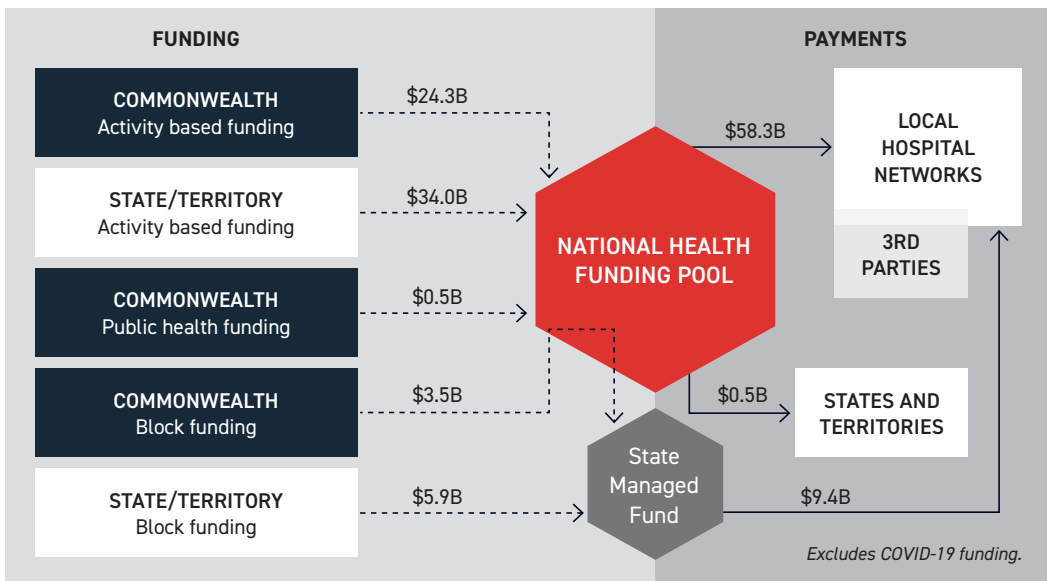 FUNDING
PAYMENTS
COMMONWEALTH
Activity based funding
$24.3B
STATE/TERRITORY
Activity based funding
$34.0B
COMMONWEALTH
Public health funding
$0.5B
COMMONWEALTH
Block funding
$3.5B
STATE/TERRITORY
Block funding
$5.9B
NATIONAL HEALTH
FUNDING POOL
State
Managed
Fund
$58.3B
LOCAL
HOSPITAL
NETWORKS
3RD
PARTIES
$0.5B
STATES AND
TERRITORIES
$9.4B
Excludes COVID-19 funding.